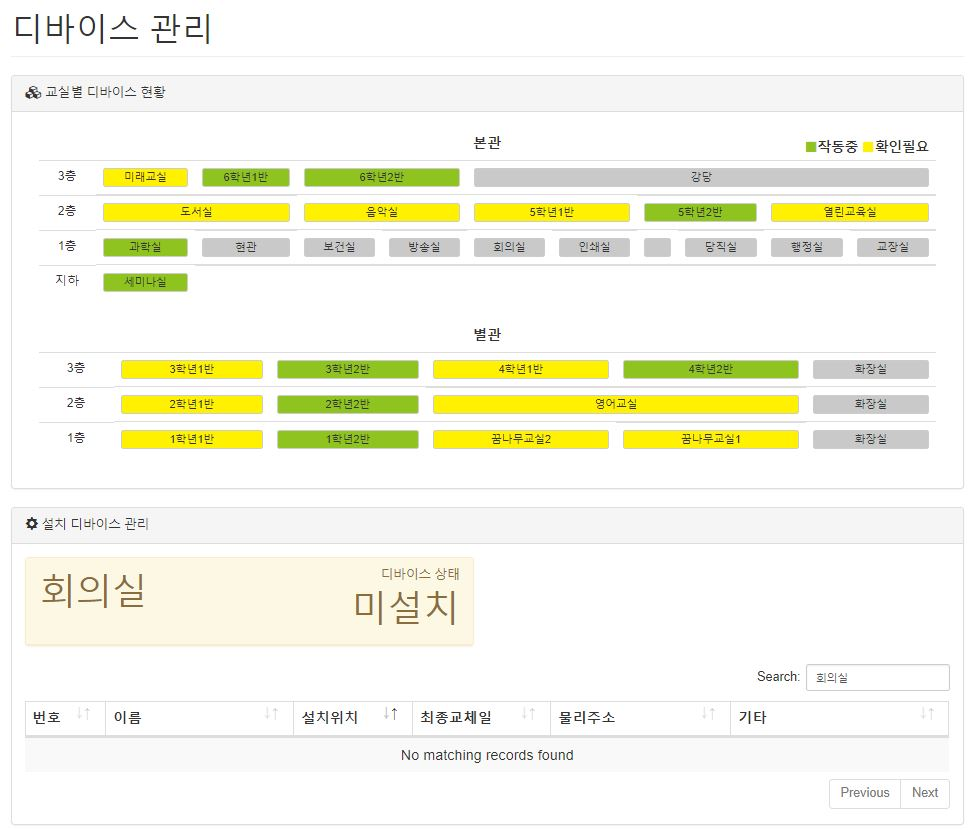 디바이스 관리
교실별 디바이스 현황
본관
작동중 확인필요
3층 미래교실 6학년1반 6학년2반 강당
2층 도서실 음악실 5학년1반 5학년2반 열린교육실
1층 과학실 현관 보건실 방송실 회의실 인쇄실 당직실 행정실 교장실
지하 세미나실
별관
3층 3학년1반 3학년2반 4학년1반 4학년2반 화장실
2층 2학년1반 2학년2반 영어교실 화장실
1층 1학년1반 1학년2반 꿈나무교실2 꿈나무교실1 화장실
설치 디바이스 관리
회의실
디바이스 상태
미설치
Search: 회의실
번호 이름 설치위치 최종교체일 물리주소 기타
No matching records found
Previous Next